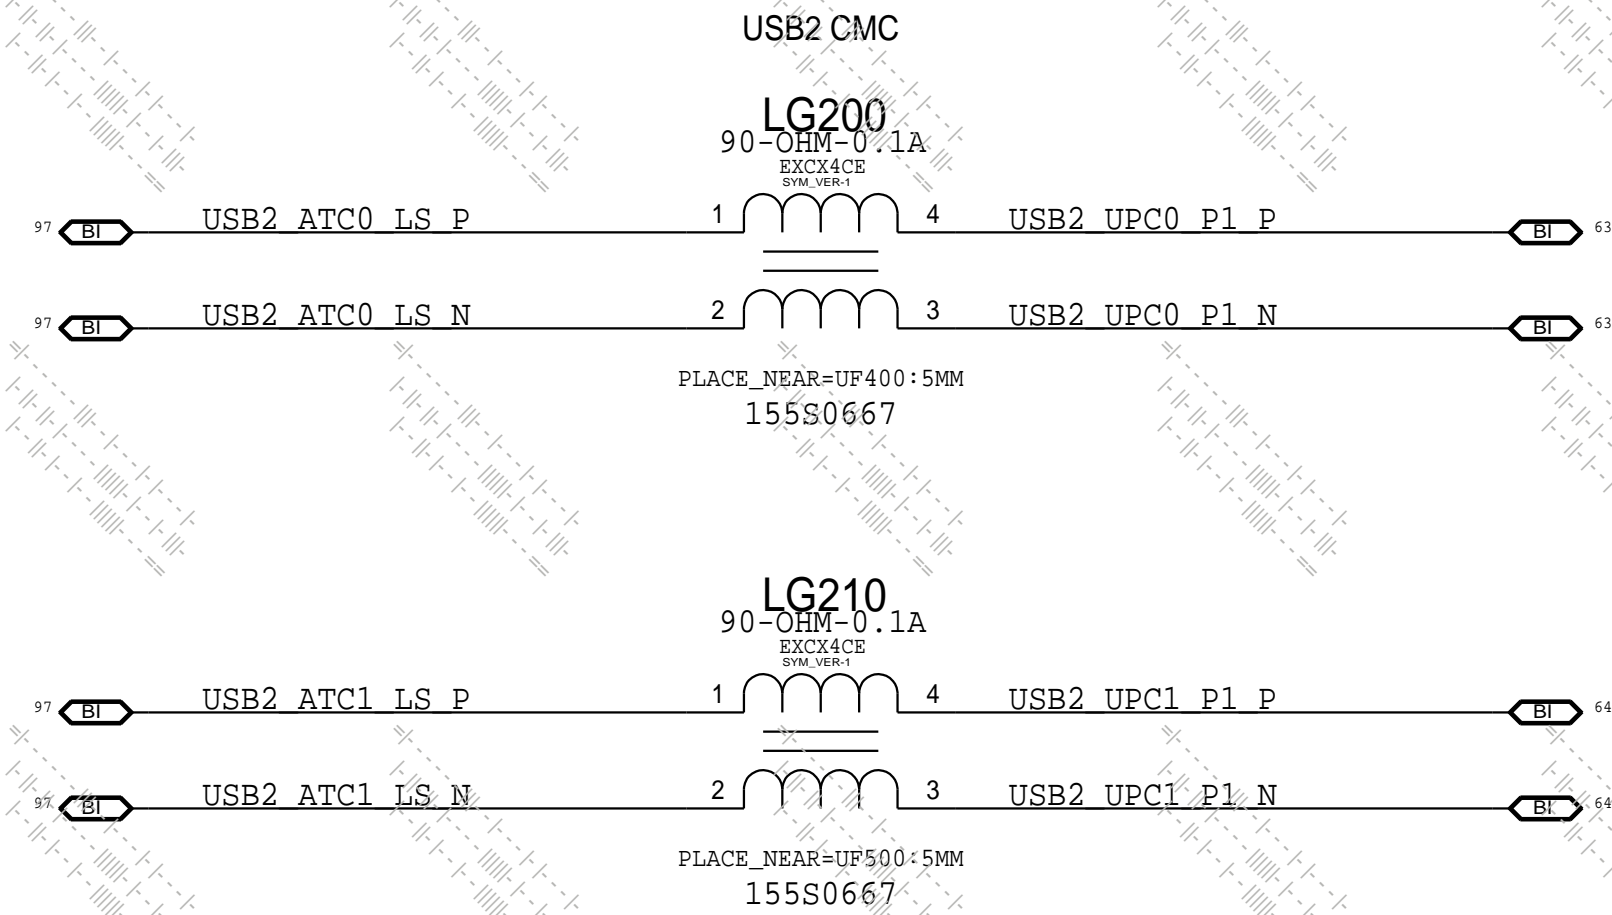 USB2 CMC
LG200
90-OHM-0.1A
EXCX4CE
SYM_VER-1
97 BI USB2_ATC0_LS_P 1 4 USB2_UPC0_P1_P BI 63
97 BI USB2_ATC0_LS_N 2 3 USB2_UPC0_P1_N BI 63
PLACE_NEAR=UF400:5MM
155S0667
LG210
90-OHM-0.1A
EXCX4CE
SYM_VER-1
97 BI USB2_ATC1_LS_P 1 4 USB2_UPC1_P1_P BI 64
97 BI USB2_ATC1_LS_N 2 3 USB2_UPC1_P1_N BI 64
PLACE_NEAR=UF500:5MM
155S0667